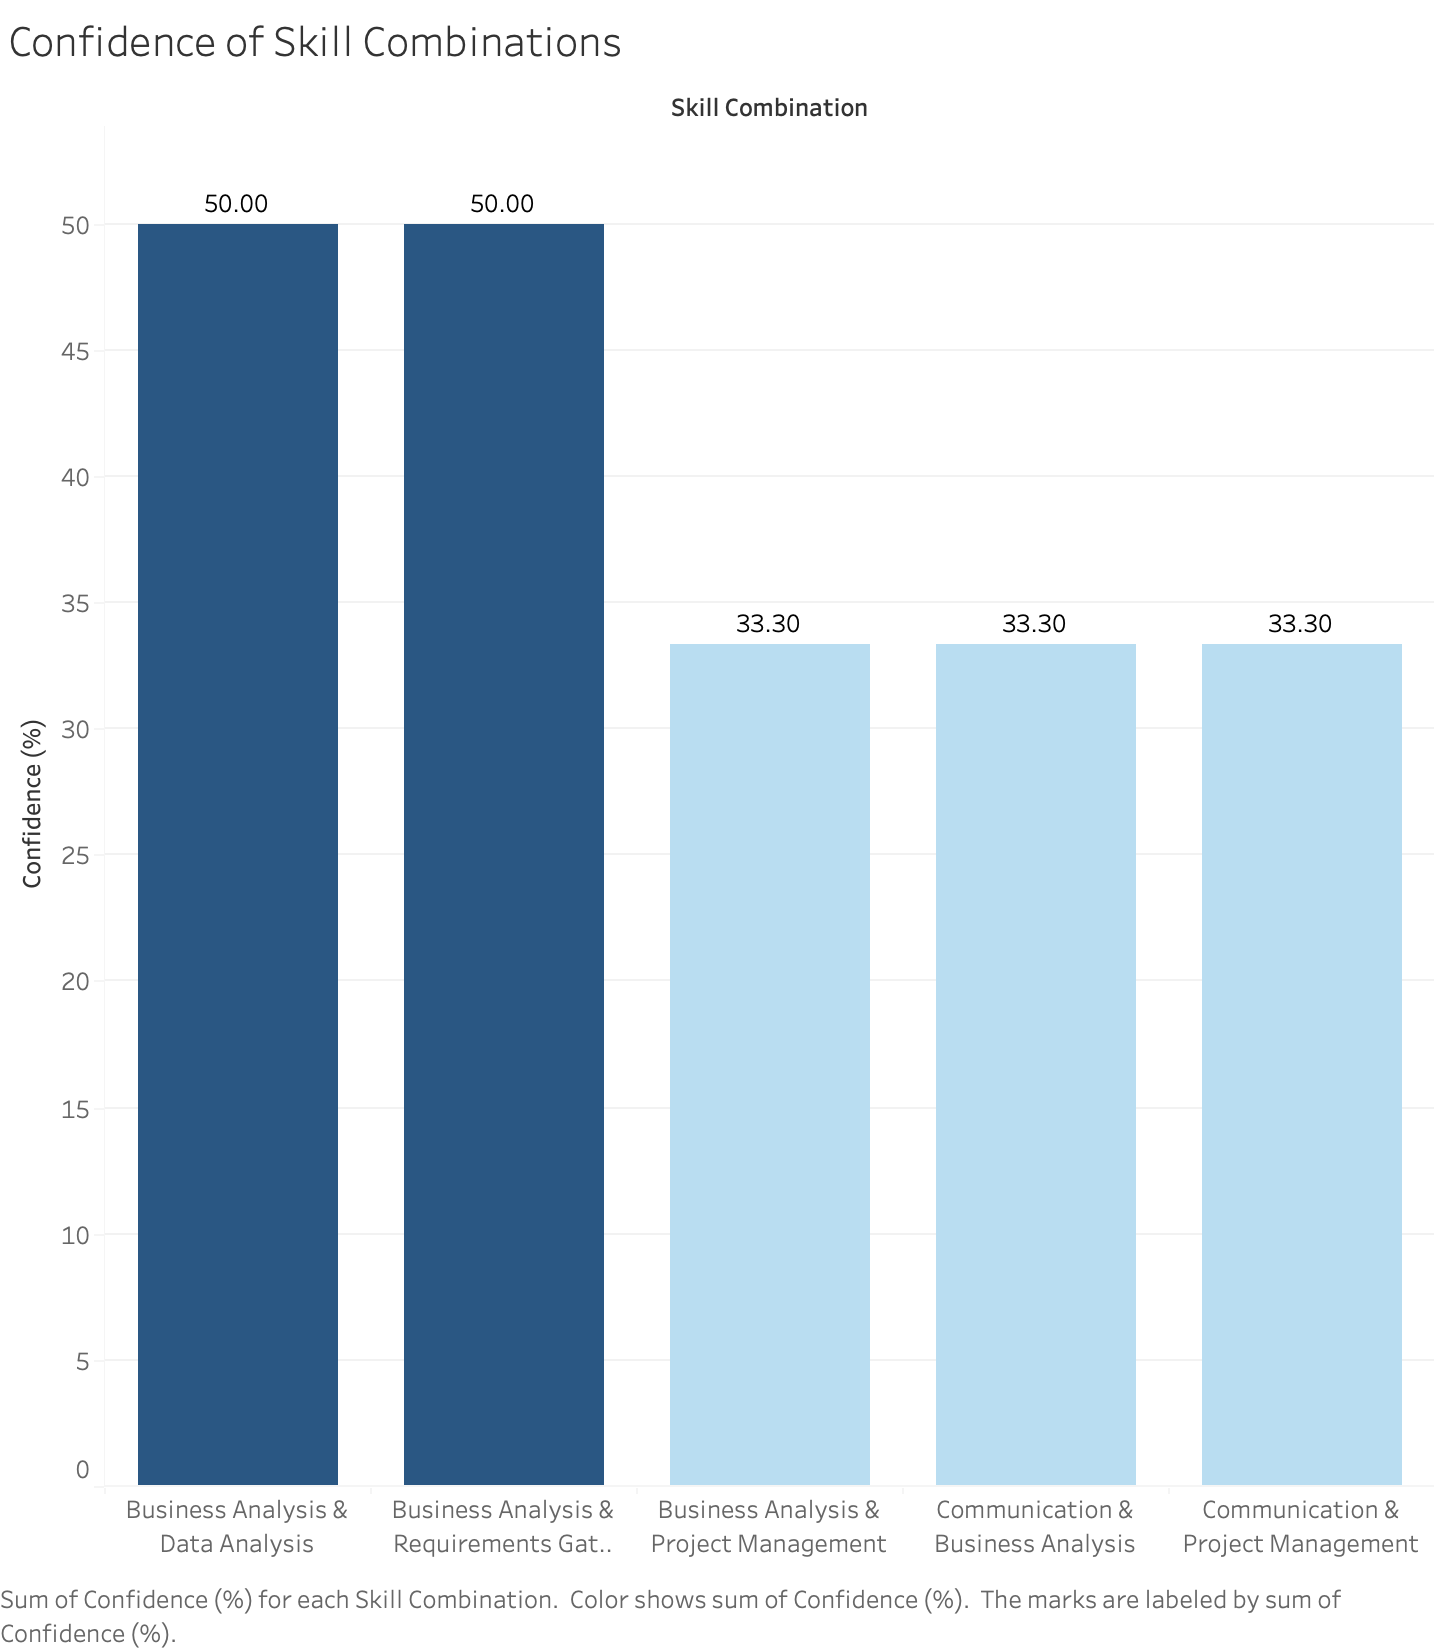 Confidence of Skill Combinations
Skill Combination
50.00
50.00
33.30
33.30
33.30
Confidence (%)
50
45
40
35
30
25
20
15
10
5
0
Business Analysis &
Data Analysis
Business Analysis &
Requirements Gat..
Business Analysis &
Project Management
Communication &
Business Analysis
Communication &
Project Management
Sum of Confidence (%) for each Skill Combination.  Color shows sum of Confidence (%).  The marks are labeled by sum of
Confidence (%).